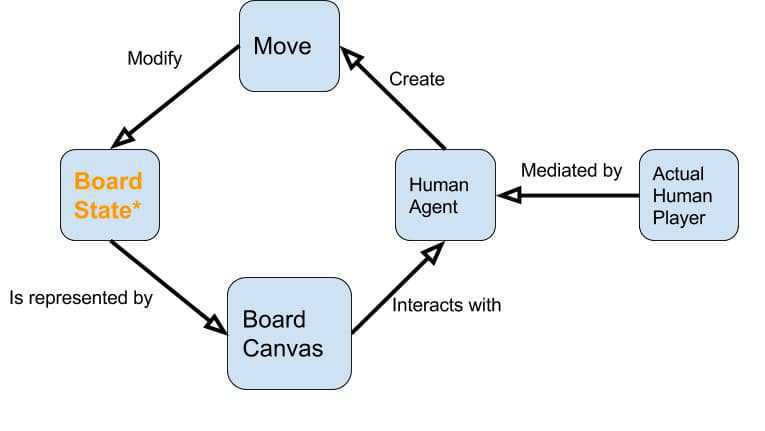 Move
Modify
Create
Board
State*
Human
Agent
Mediated by
Actual
Human
Player
Is represented by
Board
Canvas
Interacts with